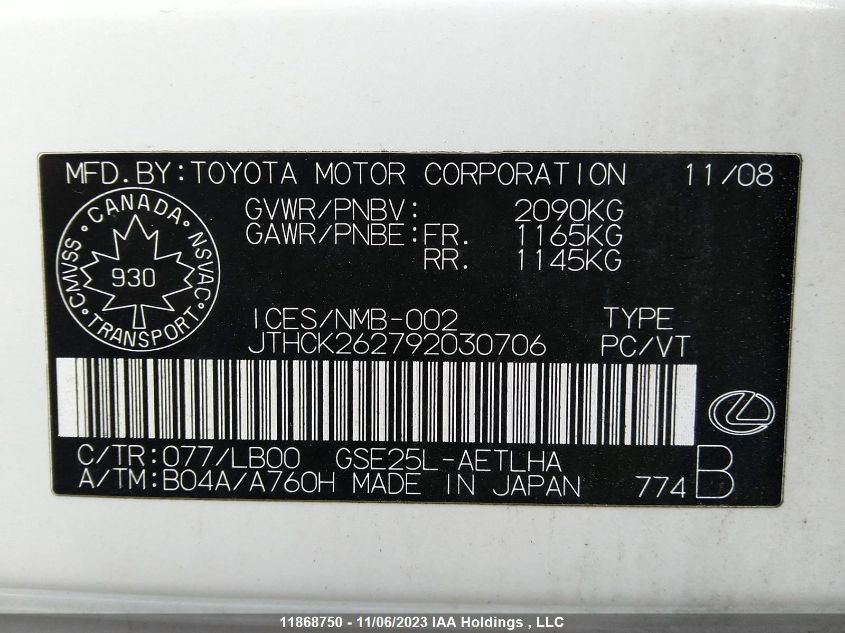 MFD.BY:TOYOTA MOTOR CORPORATION 11/08
GVWR/PNBV: 2090KG
GAWR/PNBE:FR. 1165KG
RR. 1145KG
CANADA
CMVSS 930 NSVAC
TRANSPORT
ICES/NMB-002 TYPE
JTHCK262792030706 PC/VT
C/TR:077/LB00 GSE25L-AETLHA
A/TM:B04A/A760H MADE IN JAPAN 774 B
11868750 - 11/06/2023 IAA Holdings , LLC